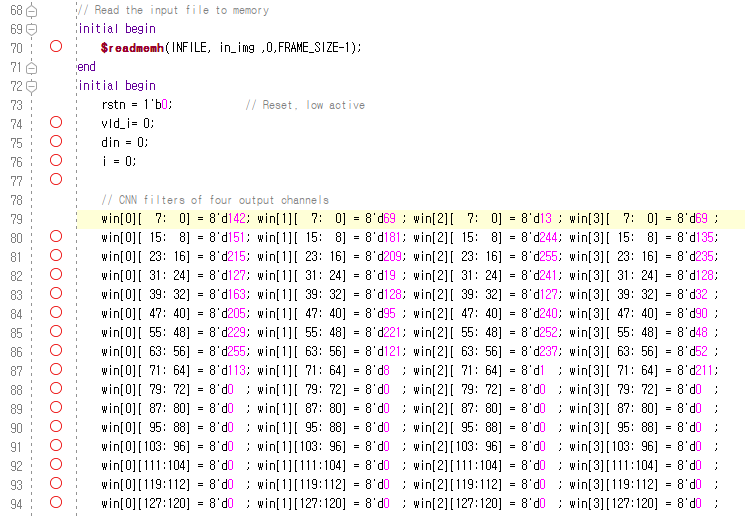 68 // Read the input file to memory
69 initial begin
70 $readmemh(INFILE, in_img ,0,FRAME_SIZE-1);
71 end
72 initial begin
73 rstn = 1'b0; // Reset, low active
74 vld_i= 0;
75 din = 0;
76 i = 0;
77
78 // CNN filters of four output channels
79 win[0][ 7: 0] = 8'd142; win[1][ 7: 0] = 8'd69 ; win[2][ 7: 0] = 8'd13 ; win[3][ 7: 0] = 8'd69 ;
80 win[0][ 15: 8] = 8'd151; win[1][ 15: 8] = 8'd181; win[2][ 15: 8] = 8'd244; win[3][ 15: 8] = 8'd135;
81 win[0][ 23: 16] = 8'd215; win[1][ 23: 16] = 8'd209; win[2][ 23: 16] = 8'd255; win[3][ 23: 16] = 8'd235;
82 win[0][ 31: 24] = 8'd127; win[1][ 31: 24] = 8'd19 ; win[2][ 31: 24] = 8'd241; win[3][ 31: 24] = 8'd128;
83 win[0][ 39: 32] = 8'd163; win[1][ 39: 32] = 8'd128; win[2][ 39: 32] = 8'd127; win[3][ 39: 32] = 8'd32 ;
84 win[0][ 47: 40] = 8'd205; win[1][ 47: 40] = 8'd95 ; win[2][ 47: 40] = 8'd240; win[3][ 47: 40] = 8'd90 ;
85 win[0][ 55: 48] = 8'd229; win[1][ 55: 48] = 8'd221; win[2][ 55: 48] = 8'd252; win[3][ 55: 48] = 8'd48 ;
86 win[0][ 63: 56] = 8'd255; win[1][ 63: 56] = 8'd121; win[2][ 63: 56] = 8'd237; win[3][ 63: 56] = 8'd52 ;
87 win[0][ 71: 64] = 8'd113; win[1][ 71: 64] = 8'd8 ; win[2][ 71: 64] = 8'd1 ; win[3][ 71: 64] = 8'd211;
88 win[0][ 79: 72] = 8'd0 ; win[1][ 79: 72] = 8'd0 ; win[2][ 79: 72] = 8'd0 ; win[3][ 79: 72] = 8'd0 ;
89 win[0][ 87: 80] = 8'd0 ; win[1][ 87: 80] = 8'd0 ; win[2][ 87: 80] = 8'd0 ; win[3][ 87: 80] = 8'd0 ;
90 win[0][ 95: 88] = 8'd0 ; win[1][ 95: 88] = 8'd0 ; win[2][ 95: 88] = 8'd0 ; win[3][ 95: 88] = 8'd0 ;
91 win[0][103: 96] = 8'd0 ; win[1][103: 96] = 8'd0 ; win[2][103: 96] = 8'd0 ; win[3][103: 96] = 8'd0 ;
92 win[0][111:104] = 8'd0 ; win[1][111:104] = 8'd0 ; win[2][111:104] = 8'd0 ; win[3][111:104] = 8'd0 ;
93 win[0][119:112] = 8'd0 ; win[1][119:112] = 8'd0 ; win[2][119:112] = 8'd0 ; win[3][119:112] = 8'd0 ;
94 win[0][127:120] = 8'd0 ; win[1][127:120] = 8'd0 ; win[2][127:120] = 8'd0 ; win[3][127:120] = 8'd0 ;